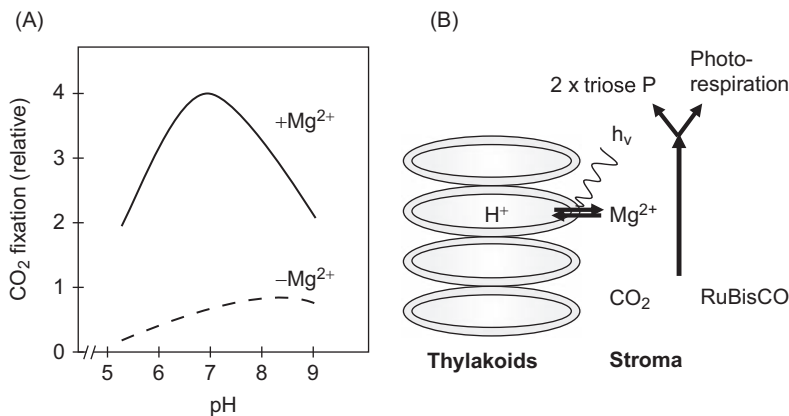 (A)
CO₂ fixation (relative)
4
3
2
1
0
5 6 7 8 9
pH
+Mg²⁺
−Mg²⁺
(B)
2 x triose P
Photo-
respiration
hᵥ
H⁺
Mg²⁺
CO₂
RuBisCO
Thylakoids
Stroma